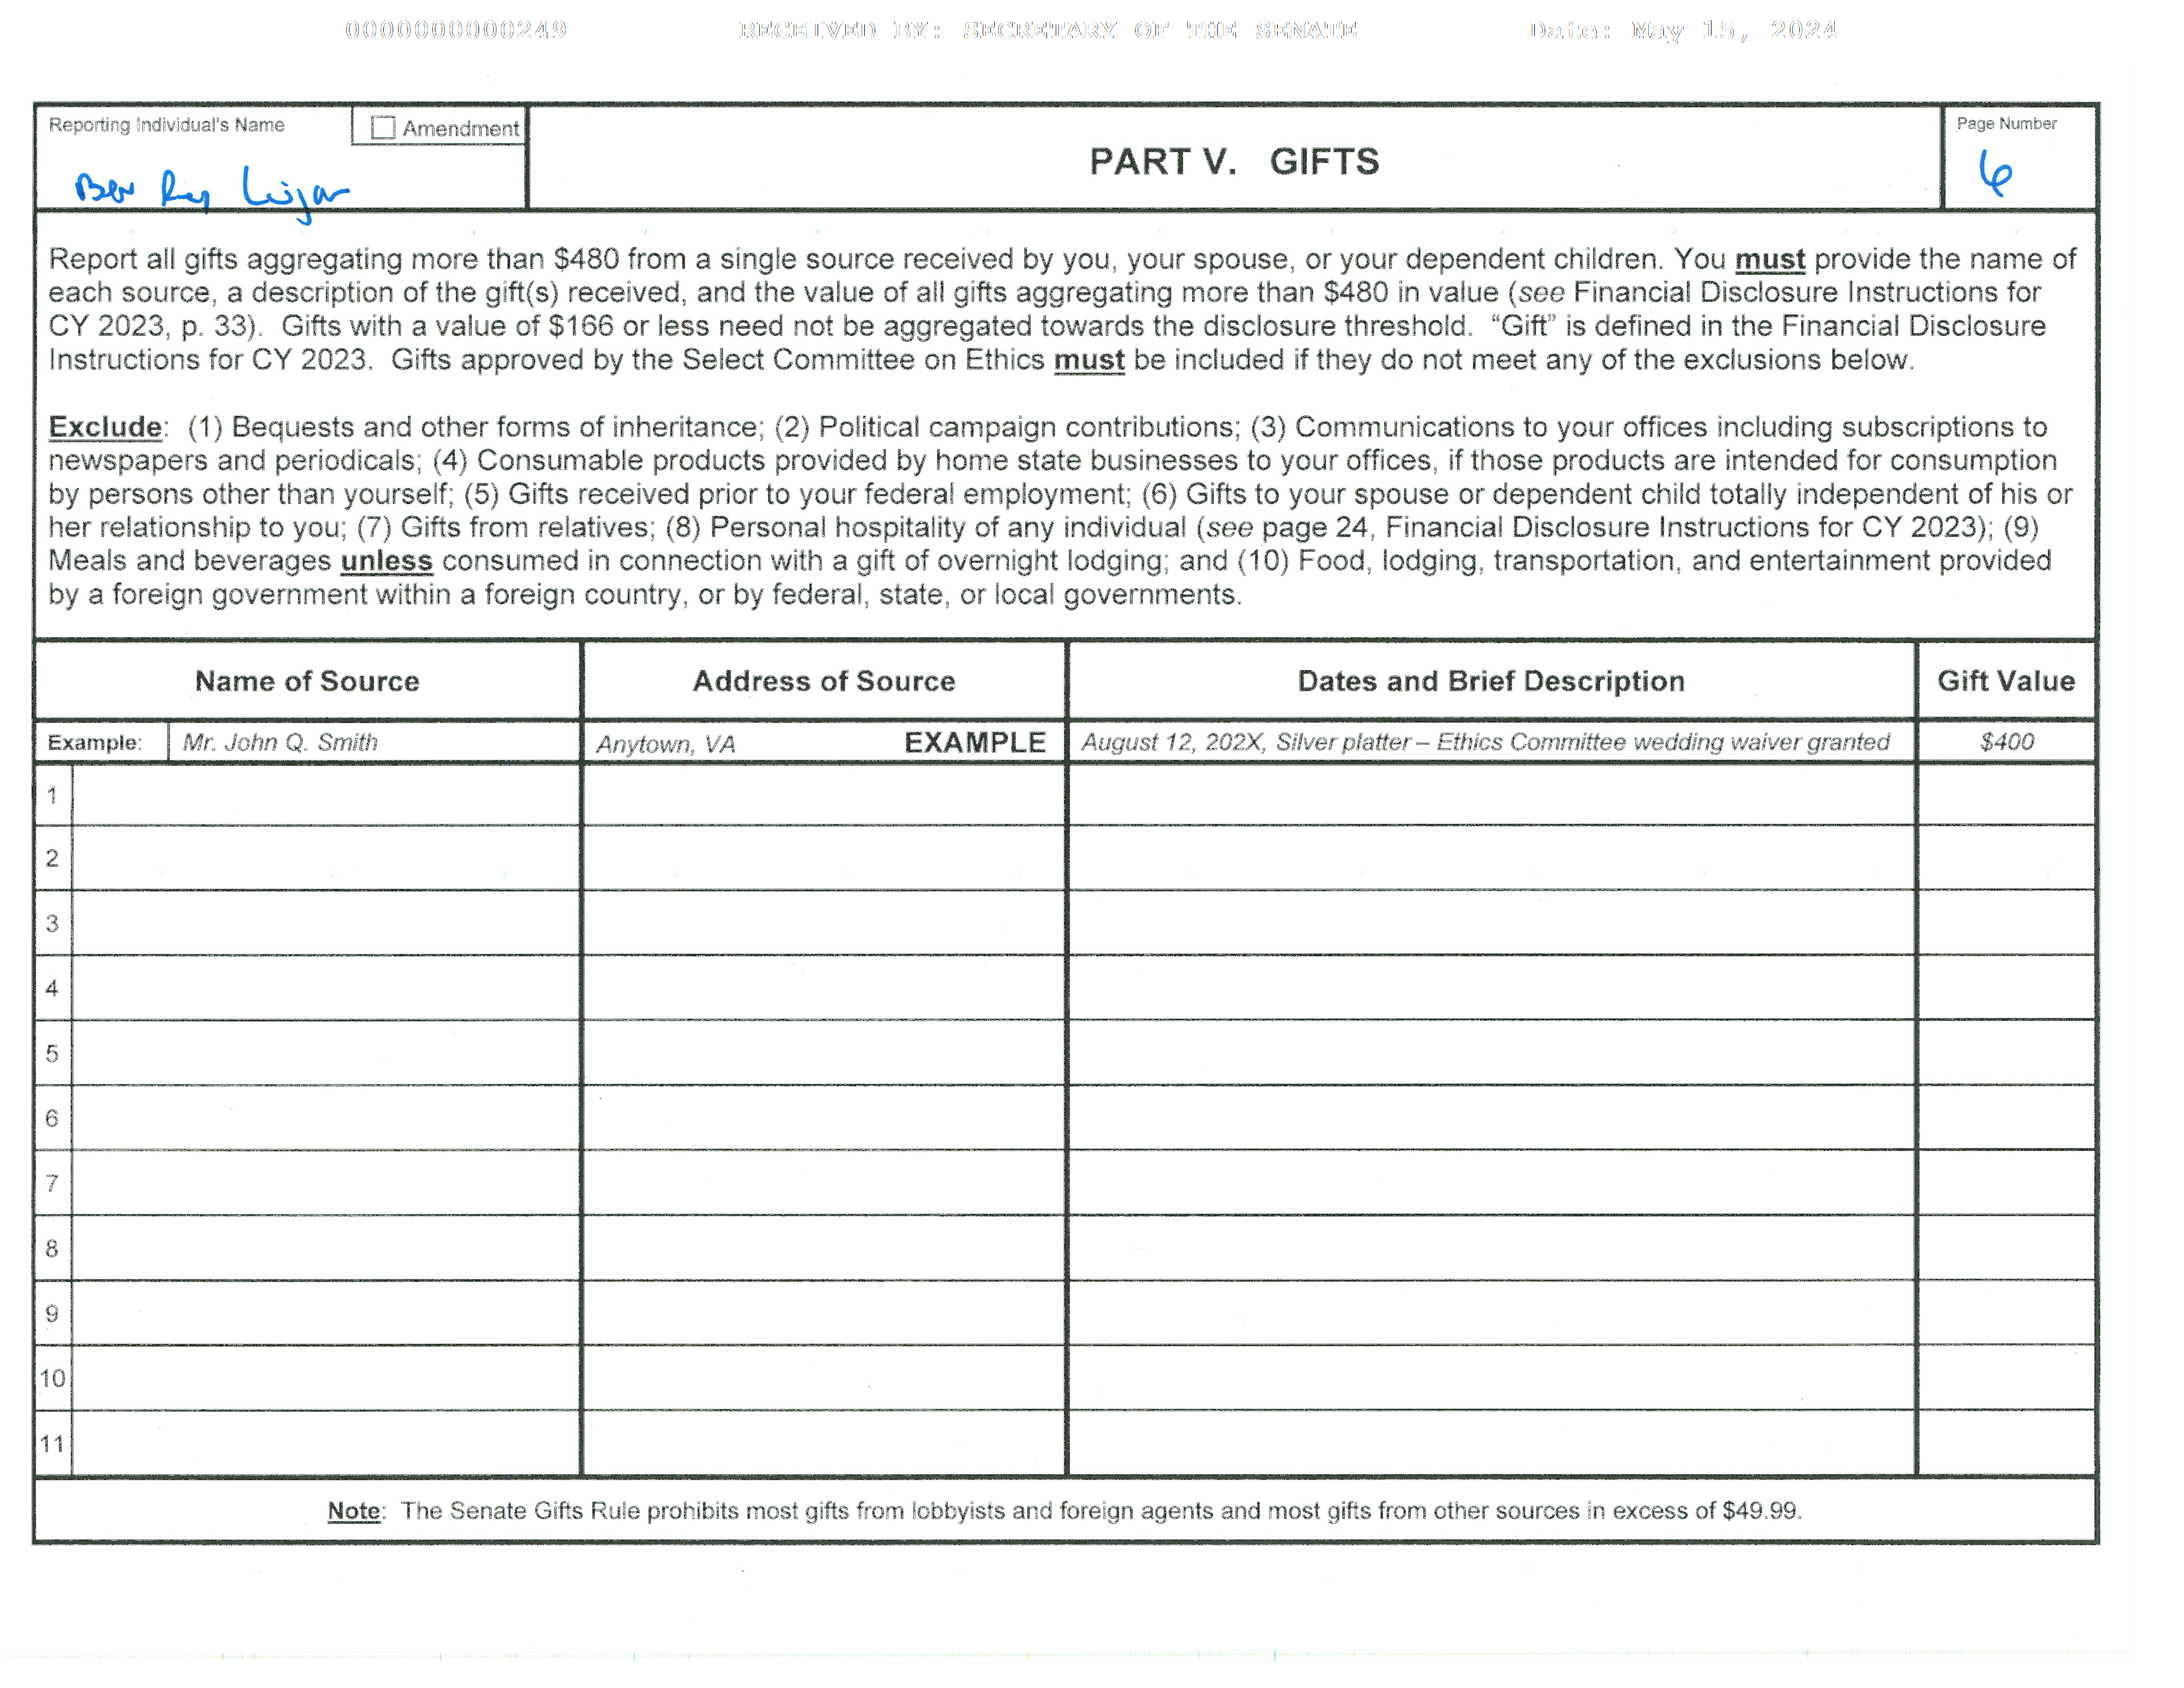 0000000000249 RECEIVED BY: SECRETARY OF THE SENATE Date: May 15, 2024
Reporting Individual's Name
Amendment
PART V. GIFTS
Page Number
Ben Ray Luján
6
Report all gifts aggregating more than $480 from a single source received by you, your spouse, or your dependent children. You must provide the name of
each source, a description of the gift(s) received, and the value of all gifts aggregating more than $480 in value (see Financial Disclosure Instructions for
CY 2023, p. 33). Gifts with a value of $166 or less need not be aggregated towards the disclosure threshold. “Gift” is defined in the Financial Disclosure
Instructions for CY 2023. Gifts approved by the Select Committee on Ethics must be included if they do not meet any of the exclusions below.
Exclude: (1) Bequests and other forms of inheritance; (2) Political campaign contributions; (3) Communications to your offices including subscriptions to
newspapers and periodicals; (4) Consumable products provided by home state businesses to your offices, if those products are intended for consumption
by persons other than yourself; (5) Gifts received prior to your federal employment; (6) Gifts to your spouse or dependent child totally independent of his or
her relationship to you; (7) Gifts from relatives; (8) Personal hospitality of any individual (see page 24, Financial Disclosure Instructions for CY 2023); (9)
Meals and beverages unless consumed in connection with a gift of overnight lodging; and (10) Food, lodging, transportation, and entertainment provided
by a foreign government within a foreign country, or by federal, state, or local governments.
Name of Source Address of Source Dates and Brief Description Gift Value
Example: Mr. John Q. Smith Anytown, VA EXAMPLE August 12, 202X, Silver platter – Ethics Committee wedding waiver granted $400
1
2
3
4
5
6
7
8
9
10
11
Note: The Senate Gifts Rule prohibits most gifts from lobbyists and foreign agents and most gifts from other sources in excess of $49.99.